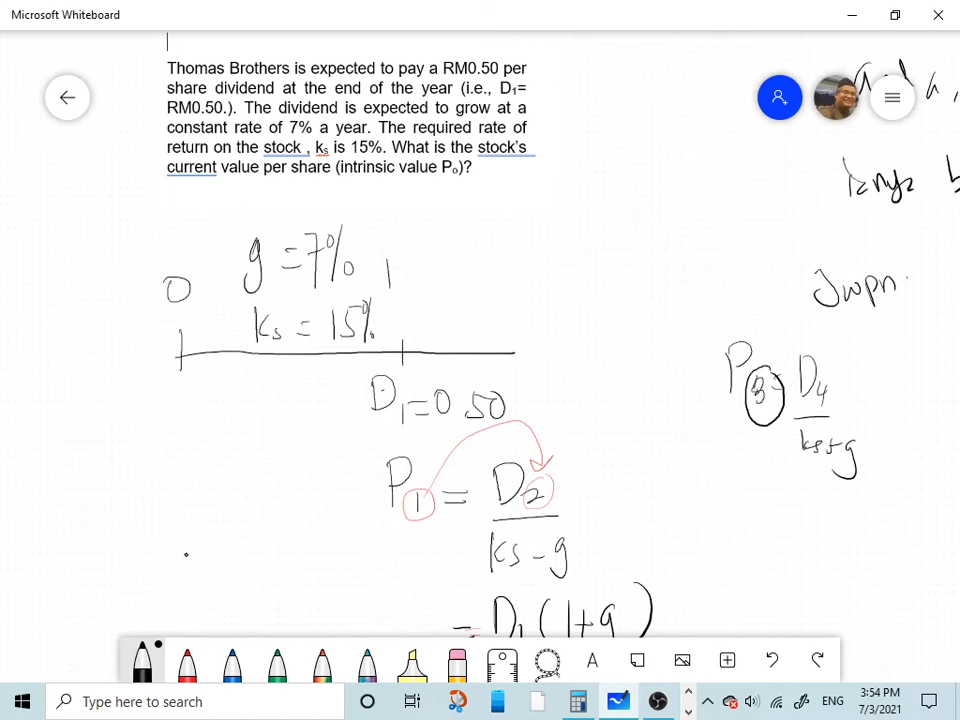 Microsoft Whiteboard
Thomas Brothers is expected to pay a RM0.50 per
share dividend at the end of the year (i.e., D₁=
RM0.50.). The dividend is expected to grow at a
constant rate of 7% a year. The required rate of
return on the stock , kₛ is 15%. What is the stock's
current value per share (intrinsic value Pₒ)?
g = 7%
0 1
ks = 15%
D₁ = 0 50
P₁ = D₂
ks - g
= D₁ (1+g)
P₃ = D₄
ks - g
Type here to search
ENG
3:54 PM
7/3/2021